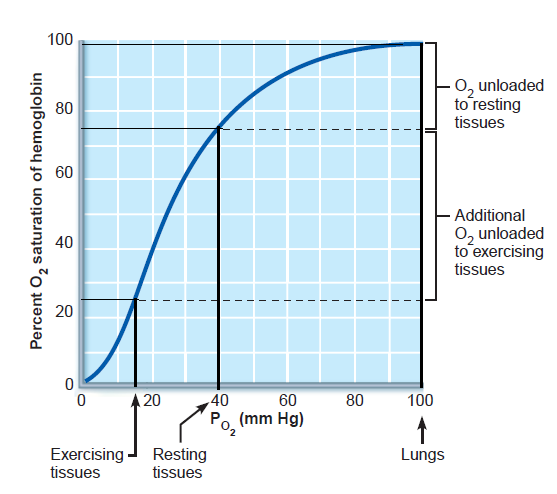 Percent O2 saturation of hemoglobin
100
80
60
40
20
0
0 20 40 60 80 100
PO2 (mm Hg)
O2 unloaded
to resting
tissues
Additional
O2 unloaded
to exercising
tissues
Exercising
tissues
Resting
tissues
Lungs